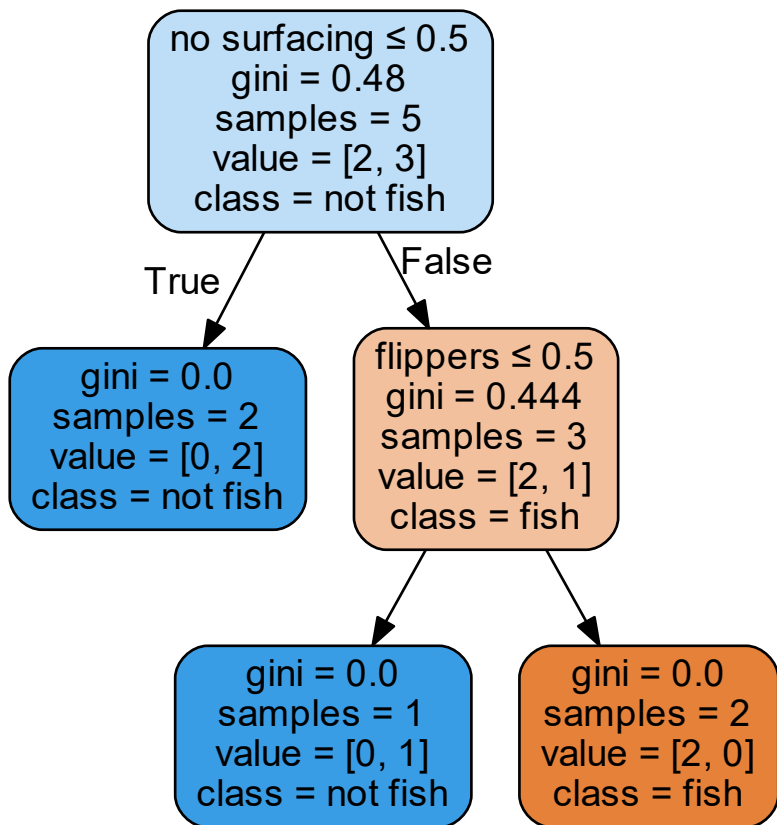 no surfacing ≤ 0.5
gini = 0.48
samples = 5
value = [2, 3]
class = not fish
True
False
gini = 0.0
samples = 2
value = [0, 2]
class = not fish
flippers ≤ 0.5
gini = 0.444
samples = 3
value = [2, 1]
class = fish
gini = 0.0
samples = 1
value = [0, 1]
class = not fish
gini = 0.0
samples = 2
value = [2, 0]
class = fish